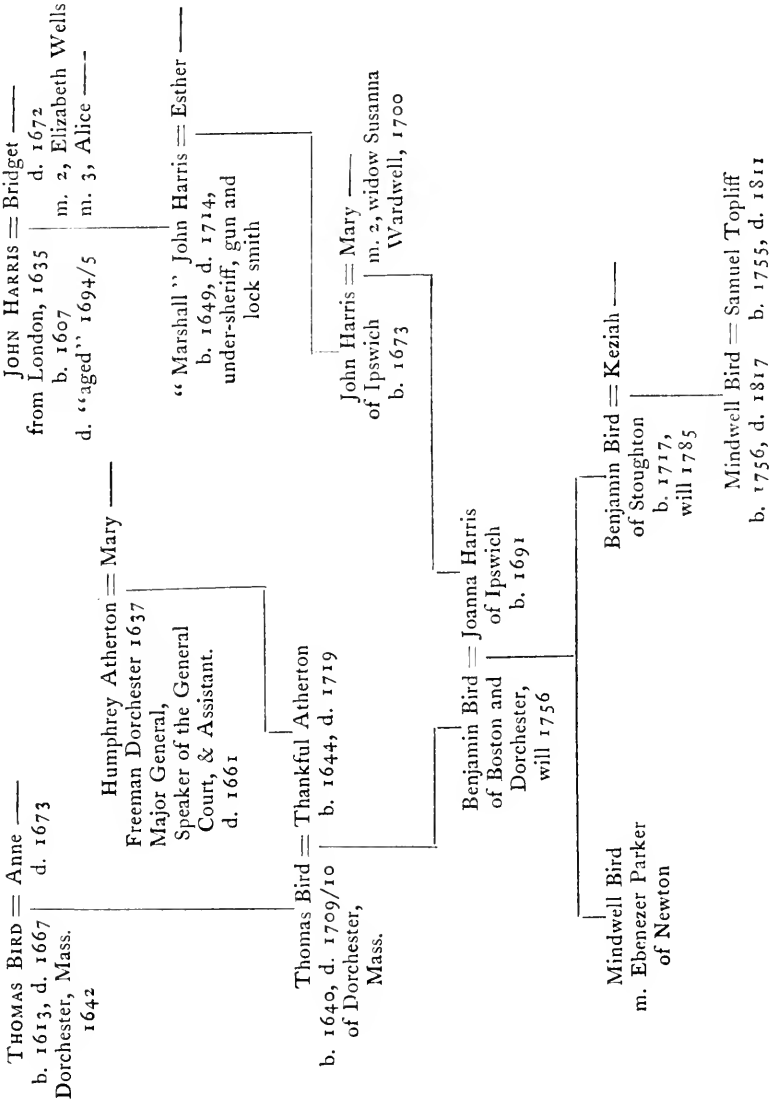 THOMAS BIRD = Anne ——
b. 1613, d. 1667 d. 1673
Dorchester, Mass.
1642
Humphrey Atherton = Mary ——
Freeman Dorchester 1637
Major General,
Speaker of the General
Court, & Assistant.
d. 1661
JOHN HARRIS = Bridget ——
from London, 1635 d. 1672
b. 1607 m. 2, Elizabeth Wells
d. “aged” 1694/5 m. 3, Alice ——
“Marshall” John Harris = Esther ——
b. 1649, d. 1714,
under-sheriff, gun and
lock smith
Thomas Bird = Thankful Atherton
b. 1640, d. 1709/10 b. 1644, d. 1719
of Dorchester,
Mass.
John Harris = Mary ——
of Ipswich m. 2, widow Susanna
b. 1673 Wardwell, 1700
Benjamin Bird = Joanna Harris
of Boston and of Ipswich
Dorchester, b. 1691
will 1756
Mindwell Bird
m. Ebenezer Parker
of Newton
Benjamin Bird = Keziah ——
of Stoughton
b. 1717,
will 1785
Mindwell Bird = Samuel Topliff
b. 1756, d. 1817 b. 1755, d. 1811